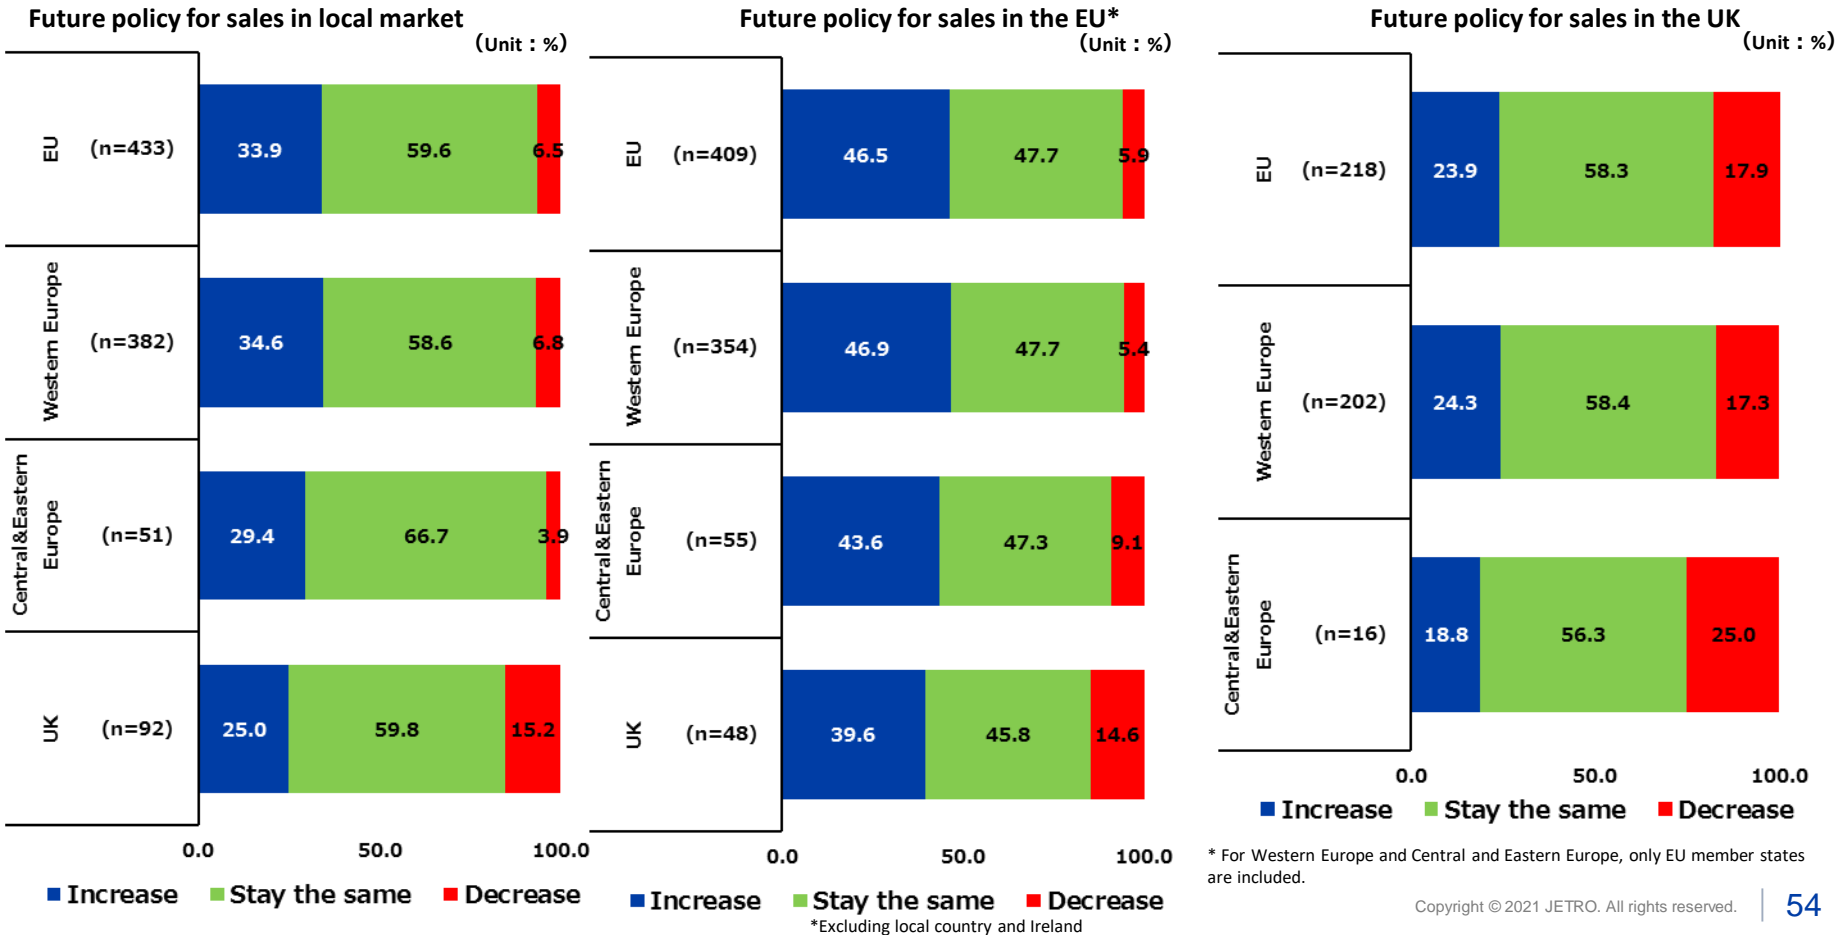 Future policy for sales in local market
(Unit：%)
EU
(n=433)
33.9
59.6
6.5
Western Europe
(n=382)
34.6
58.6
6.8
Central&Eastern
Europe
(n=51)
29.4
66.7
3.9
UK
(n=92)
25.0
59.8
15.2
0.0
50.0
100.0
Increase
Stay the same
Decrease
Future policy for sales in the EU*
(Unit：%)
EU
(n=409)
46.5
47.7
5.9
Western Europe
(n=354)
46.9
47.7
5.4
Central&Eastern
Europe
(n=55)
43.6
47.3
9.1
UK
(n=48)
39.6
45.8
14.6
0.0
50.0
100.0
Increase
Stay the same
Decrease
*Excluding local country and Ireland
Future policy for sales in the UK
(Unit：%)
EU
(n=218)
23.9
58.3
17.9
Western Europe
(n=202)
24.3
58.4
17.3
Central&Eastern
Europe
(n=16)
18.8
56.3
25.0
0.0
50.0
100.0
Increase
Stay the same
Decrease
* For Western Europe and Central and Eastern Europe, only EU member states
are included.
Copyright © 2021 JETRO. All rights reserved.
54